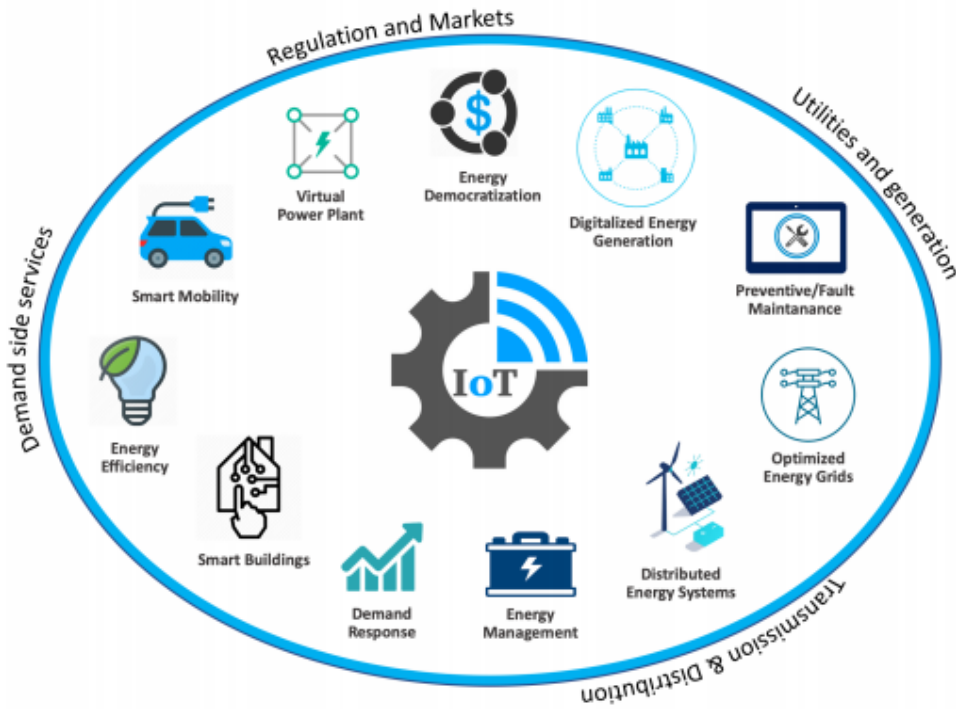 Regulation and Markets
Utilities and generation
Demand side services
Transmission & Distribution
Energy
Democratization
Virtual
Power Plant
Digitalized Energy
Generation
Smart Mobility
Preventive/Fault
Maintanance
IoT
Energy
Efficiency
Optimized
Energy Grids
Smart Buildings
Distributed
Energy Systems
Demand
Response
Energy
Management
$